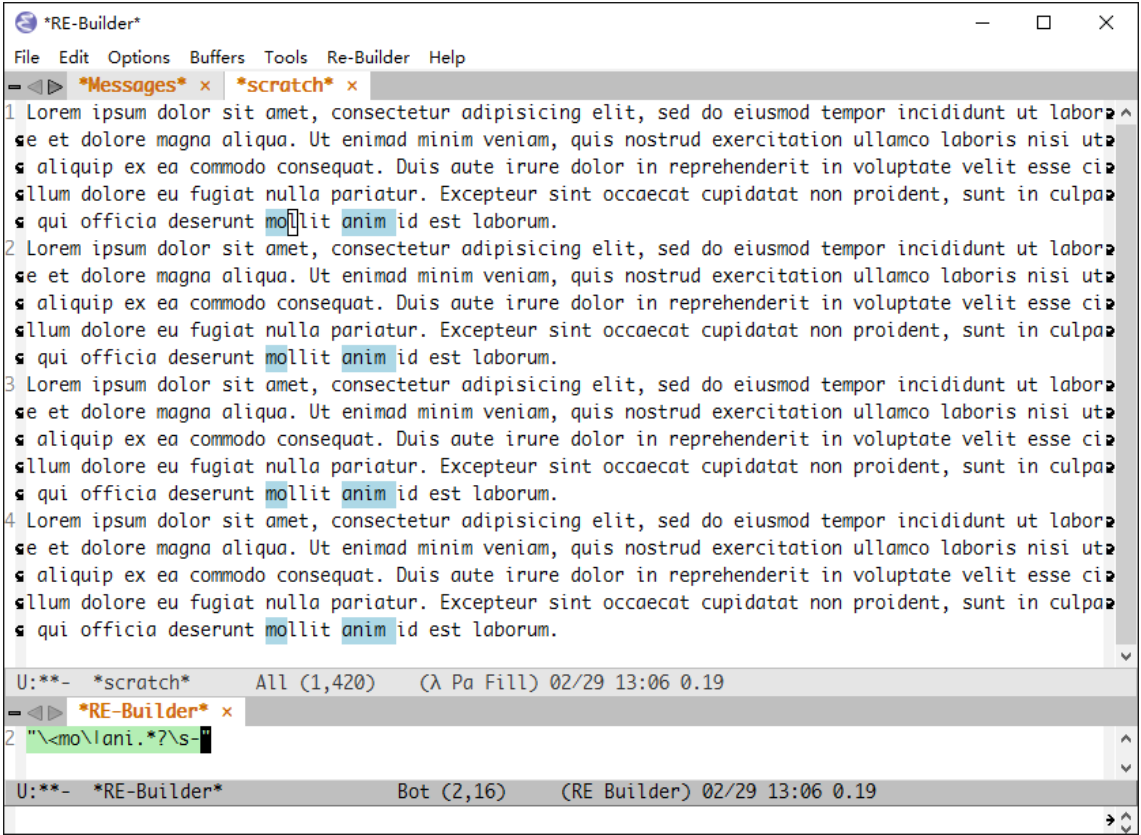 *RE-Builder*
File Edit Options Buffers Tools Re-Builder Help
*Messages* × *scratch* ×
1 Lorem ipsum dolor sit amet, consectetur adipisicing elit, sed do eiusmod tempor incididunt ut labor
e et dolore magna aliqua. Ut enimad minim veniam, quis nostrud exercitation ullamco laboris nisi ut
aliquip ex ea commodo consequat. Duis aute irure dolor in reprehenderit in voluptate velit esse ci
llum dolore eu fugiat nulla pariatur. Excepteur sint occaecat cupidatat non proident, sunt in culpa
qui officia deserunt mollit anim id est laborum.
2 Lorem ipsum dolor sit amet, consectetur adipisicing elit, sed do eiusmod tempor incididunt ut labor
e et dolore magna aliqua. Ut enimad minim veniam, quis nostrud exercitation ullamco laboris nisi ut
aliquip ex ea commodo consequat. Duis aute irure dolor in reprehenderit in voluptate velit esse ci
llum dolore eu fugiat nulla pariatur. Excepteur sint occaecat cupidatat non proident, sunt in culpa
qui officia deserunt mollit anim id est laborum.
3 Lorem ipsum dolor sit amet, consectetur adipisicing elit, sed do eiusmod tempor incididunt ut labor
e et dolore magna aliqua. Ut enimad minim veniam, quis nostrud exercitation ullamco laboris nisi ut
aliquip ex ea commodo consequat. Duis aute irure dolor in reprehenderit in voluptate velit esse ci
llum dolore eu fugiat nulla pariatur. Excepteur sint occaecat cupidatat non proident, sunt in culpa
qui officia deserunt mollit anim id est laborum.
4 Lorem ipsum dolor sit amet, consectetur adipisicing elit, sed do eiusmod tempor incididunt ut labor
e et dolore magna aliqua. Ut enimad minim veniam, quis nostrud exercitation ullamco laboris nisi ut
aliquip ex ea commodo consequat. Duis aute irure dolor in reprehenderit in voluptate velit esse ci
llum dolore eu fugiat nulla pariatur. Excepteur sint occaecat cupidatat non proident, sunt in culpa
qui officia deserunt mollit anim id est laborum.
U:**- *scratch* All (1,420) (λ Pa Fill) 02/29 13:06 0.19
*RE-Builder* ×
2 "\<mo\|ani.*?\s-"
U:**- *RE-Builder* Bot (2,16) (RE Builder) 02/29 13:06 0.19